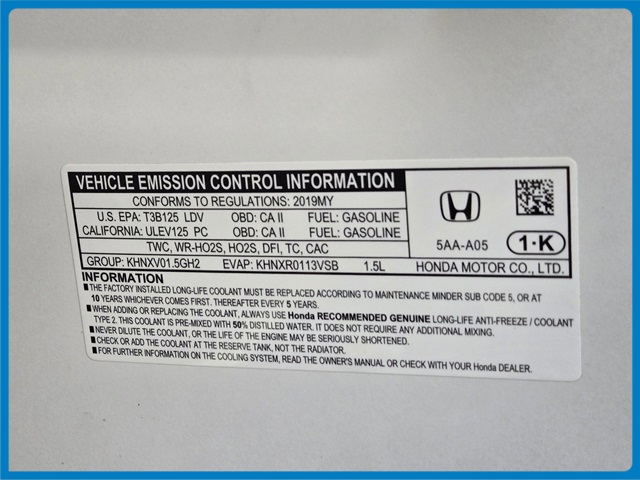 VEHICLE EMISSION CONTROL INFORMATION
CONFORMS TO REGULATIONS: 2019MY
U.S. EPA: T3B125 LDV OBD: CA II FUEL: GASOLINE
CALIFORNIA: ULEV125 PC OBD: CA II FUEL: GASOLINE
TWC, WR-HO2S, HO2S, DFI, TC, CAC
GROUP: KHNXV01.5GH2 EVAP: KHNXR0113VSB 1.5L
5AA-A05
1·K
HONDA MOTOR CO., LTD.
INFORMATION
■THE FACTORY INSTALLED LONG-LIFE COOLANT MUST BE REPLACED ACCORDING TO MAINTENANCE MINDER SUB CODE 5, OR AT
10 YEARS WHICHEVER COMES FIRST. THEREAFTER EVERY 5 YEARS.
■WHEN ADDING OR REPLACING THE COOLANT, ALWAYS USE Honda RECOMMENDED GENUINE LONG-LIFE ANTI-FREEZE / COOLANT
TYPE 2. THIS COOLANT IS PRE-MIXED WITH 50% DISTILLED WATER. IT DOES NOT REQUIRE ANY ADDITIONAL MIXING.
■NEVER DILUTE THE COOLANT, OR THE LIFE OF THE ENGINE MAY BE SERIOUSLY SHORTENED.
■CHECK OR ADD THE COOLANT AT THE RESERVE TANK, NOT THE RADIATOR.
■FOR FURTHER INFORMATION ON THE COOLING SYSTEM, READ THE OWNER'S MANUAL OR CHECK WITH YOUR Honda DEALER.